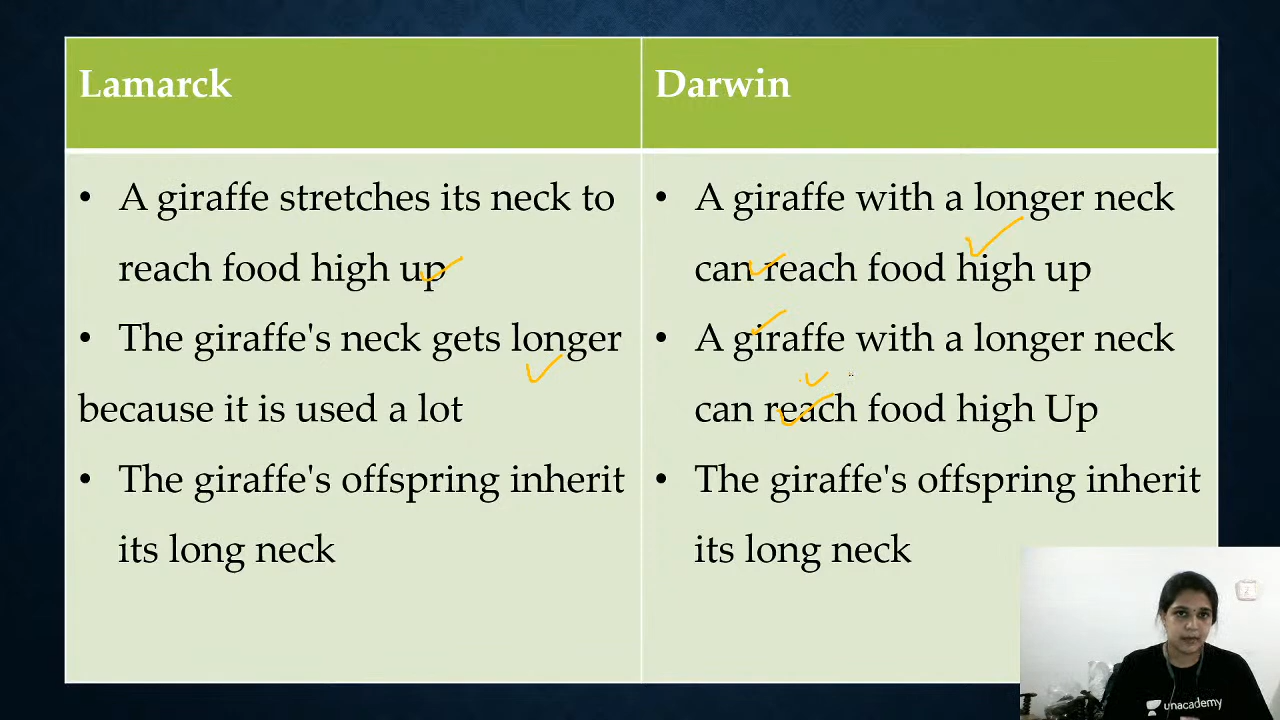 Lamarck
Darwin
• A giraffe stretches its neck to
reach food high up
• The giraffe's neck gets longer
because it is used a lot
• The giraffe's offspring inherit
its long neck
• A giraffe with a longer neck
can reach food high up
• A giraffe with a longer neck
can reach food high Up
• The giraffe's offspring inherit
its long neck
unacademy